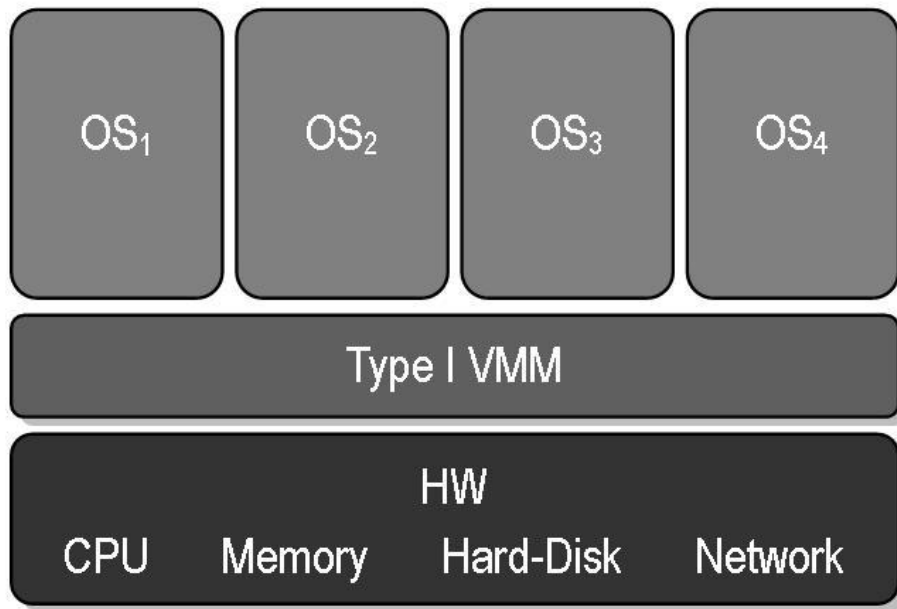 OS₁ OS₂ OS₃ OS₄
Type I VMM
HW
CPU Memory Hard-Disk Network